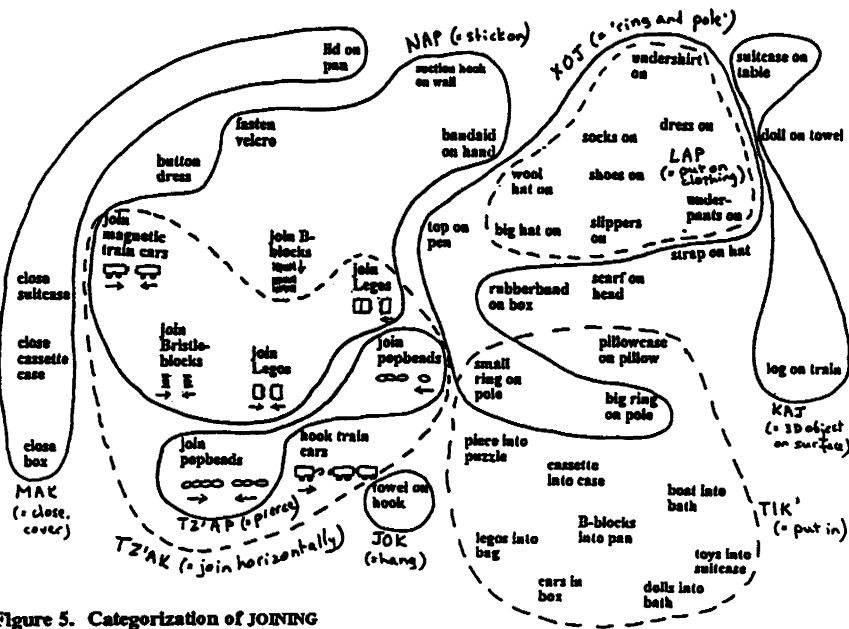 lid on
pan
NAP (= stick on)
suction hook
on wall
XOJ (= 'ring and pole')
undershirt
on
suitcase on
table
fasten
velcro
bandaid
on hand
socks on
dress on
doll on towel
button
dress
LAP
(= put on
clothing)
wool
hat on
shoes on
under-
pants on
join
magnetic
train cars
join B-
blocks
top on
pen
big hat on
slippers
on
strap on hat
close
suitcase
join
Legos
rubberband
on box
scarf on
head
close
cassette
case
join
Bristle-
blocks
join
Legos
join
popbeads
small
ring on
pole
pillowcase
on pillow
log on train
big ring
on pole
KAJ
(= 3D object
on surface)
close
box
join
popbeads
hook train
cars
piece into
puzzle
cassette
into case
MAK
(= close,
cover)
towel on
hook
boat into
bath
TZ'AP (= pierce)
TIK'
(= put in)
TZ'AK (= join horizontally)
JOK
(= hang)
legos into
bag
B-blocks
into pan
toys into
suitcase
cars in
box
dolls into
bath
Figure 5. Categorization of JOINING